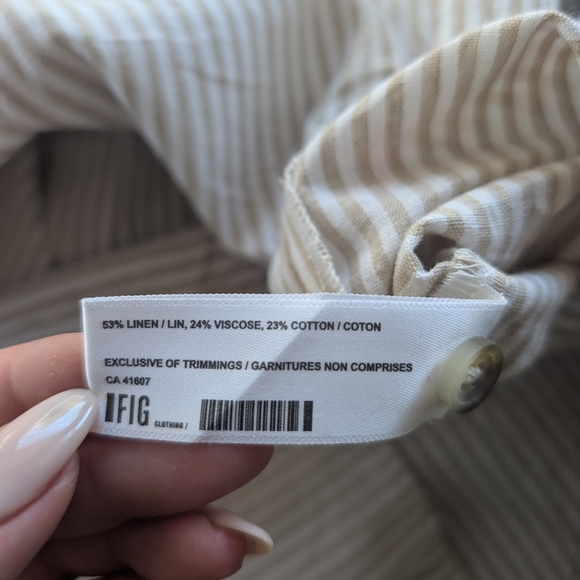 53% LINEN / LIN, 24% VISCOSE, 23% COTTON / COTON
EXCLUSIVE OF TRIMMINGS / GARNITURES NON COMPRISES
CA 41607
FIG CLOTHING /